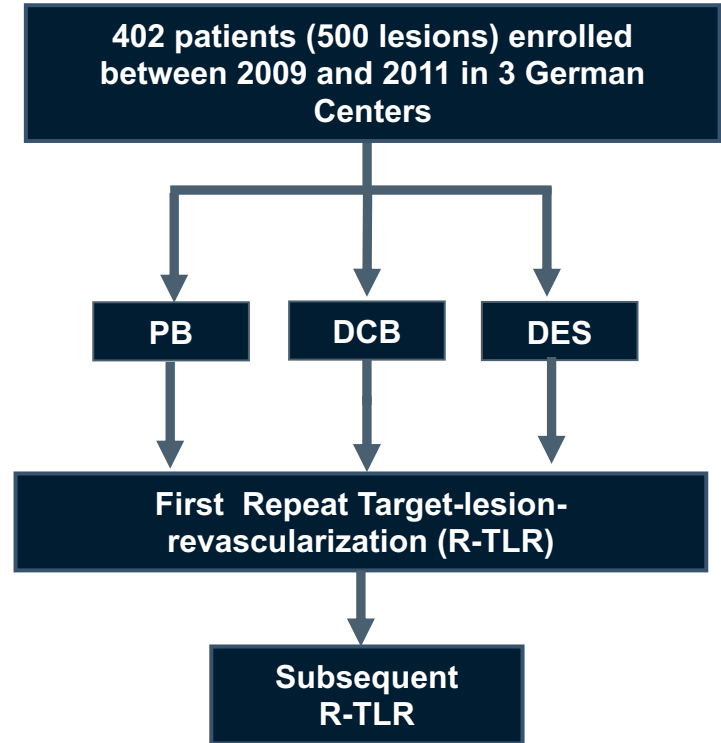 402 patients (500 lesions) enrolled
between 2009 and 2011 in 3 German
Centers
PB
DCB
DES
First Repeat Target-lesion-
revascularization (R-TLR)
Subsequent
R-TLR